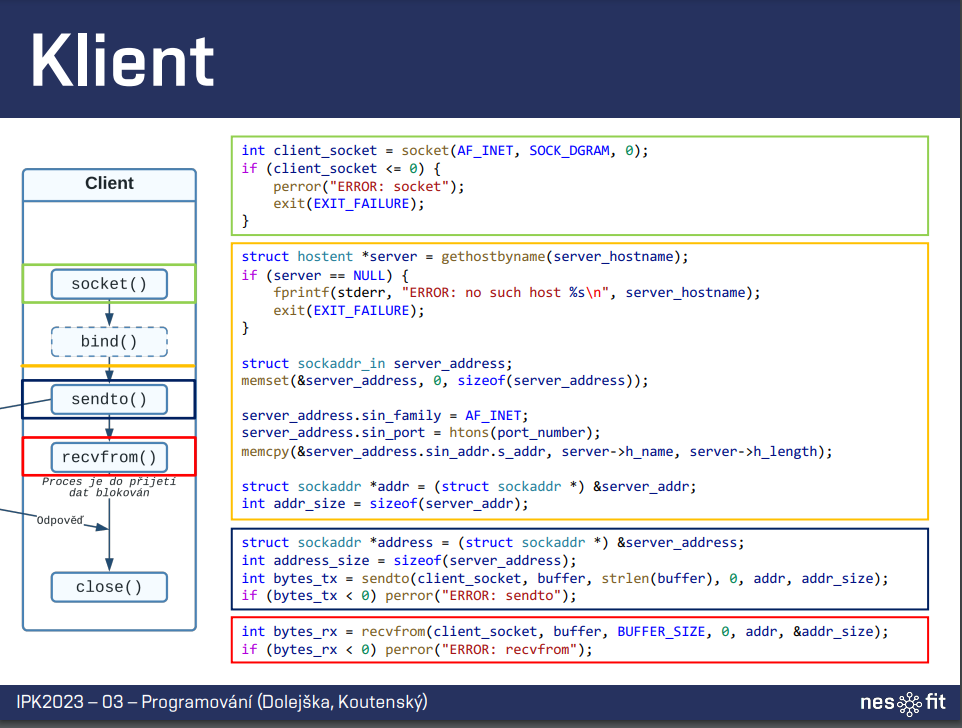 Klient
Client
socket()
bind()
sendto()
recvfrom()
Proces je do přijetí
dat blokován
Odpověď
close()
int client_socket = socket(AF_INET, SOCK_DGRAM, 0);
if (client_socket <= 0) {
    perror("ERROR: socket");
    exit(EXIT_FAILURE);
}
struct hostent *server = gethostbyname(server_hostname);
if (server == NULL) {
    fprintf(stderr, "ERROR: no such host %s\n", server_hostname);
    exit(EXIT_FAILURE);
}
struct sockaddr_in server_address;
memset(&server_address, 0, sizeof(server_address));
server_address.sin_family = AF_INET;
server_address.sin_port = htons(port_number);
memcpy(&server_address.sin_addr.s_addr, server->h_name, server->h_length);
struct sockaddr *addr = (struct sockaddr *) &server_addr;
int addr_size = sizeof(server_addr);
struct sockaddr *address = (struct sockaddr *) &server_address;
int address_size = sizeof(server_address);
int bytes_tx = sendto(client_socket, buffer, strlen(buffer), 0, addr, addr_size);
if (bytes_tx < 0) perror("ERROR: sendto");
int bytes_rx = recvfrom(client_socket, buffer, BUFFER_SIZE, 0, addr, &addr_size);
if (bytes_rx < 0) perror("ERROR: recvfrom");
IPK2023 – 03 – Programování (Dolejška, Koutenský)
nes fit